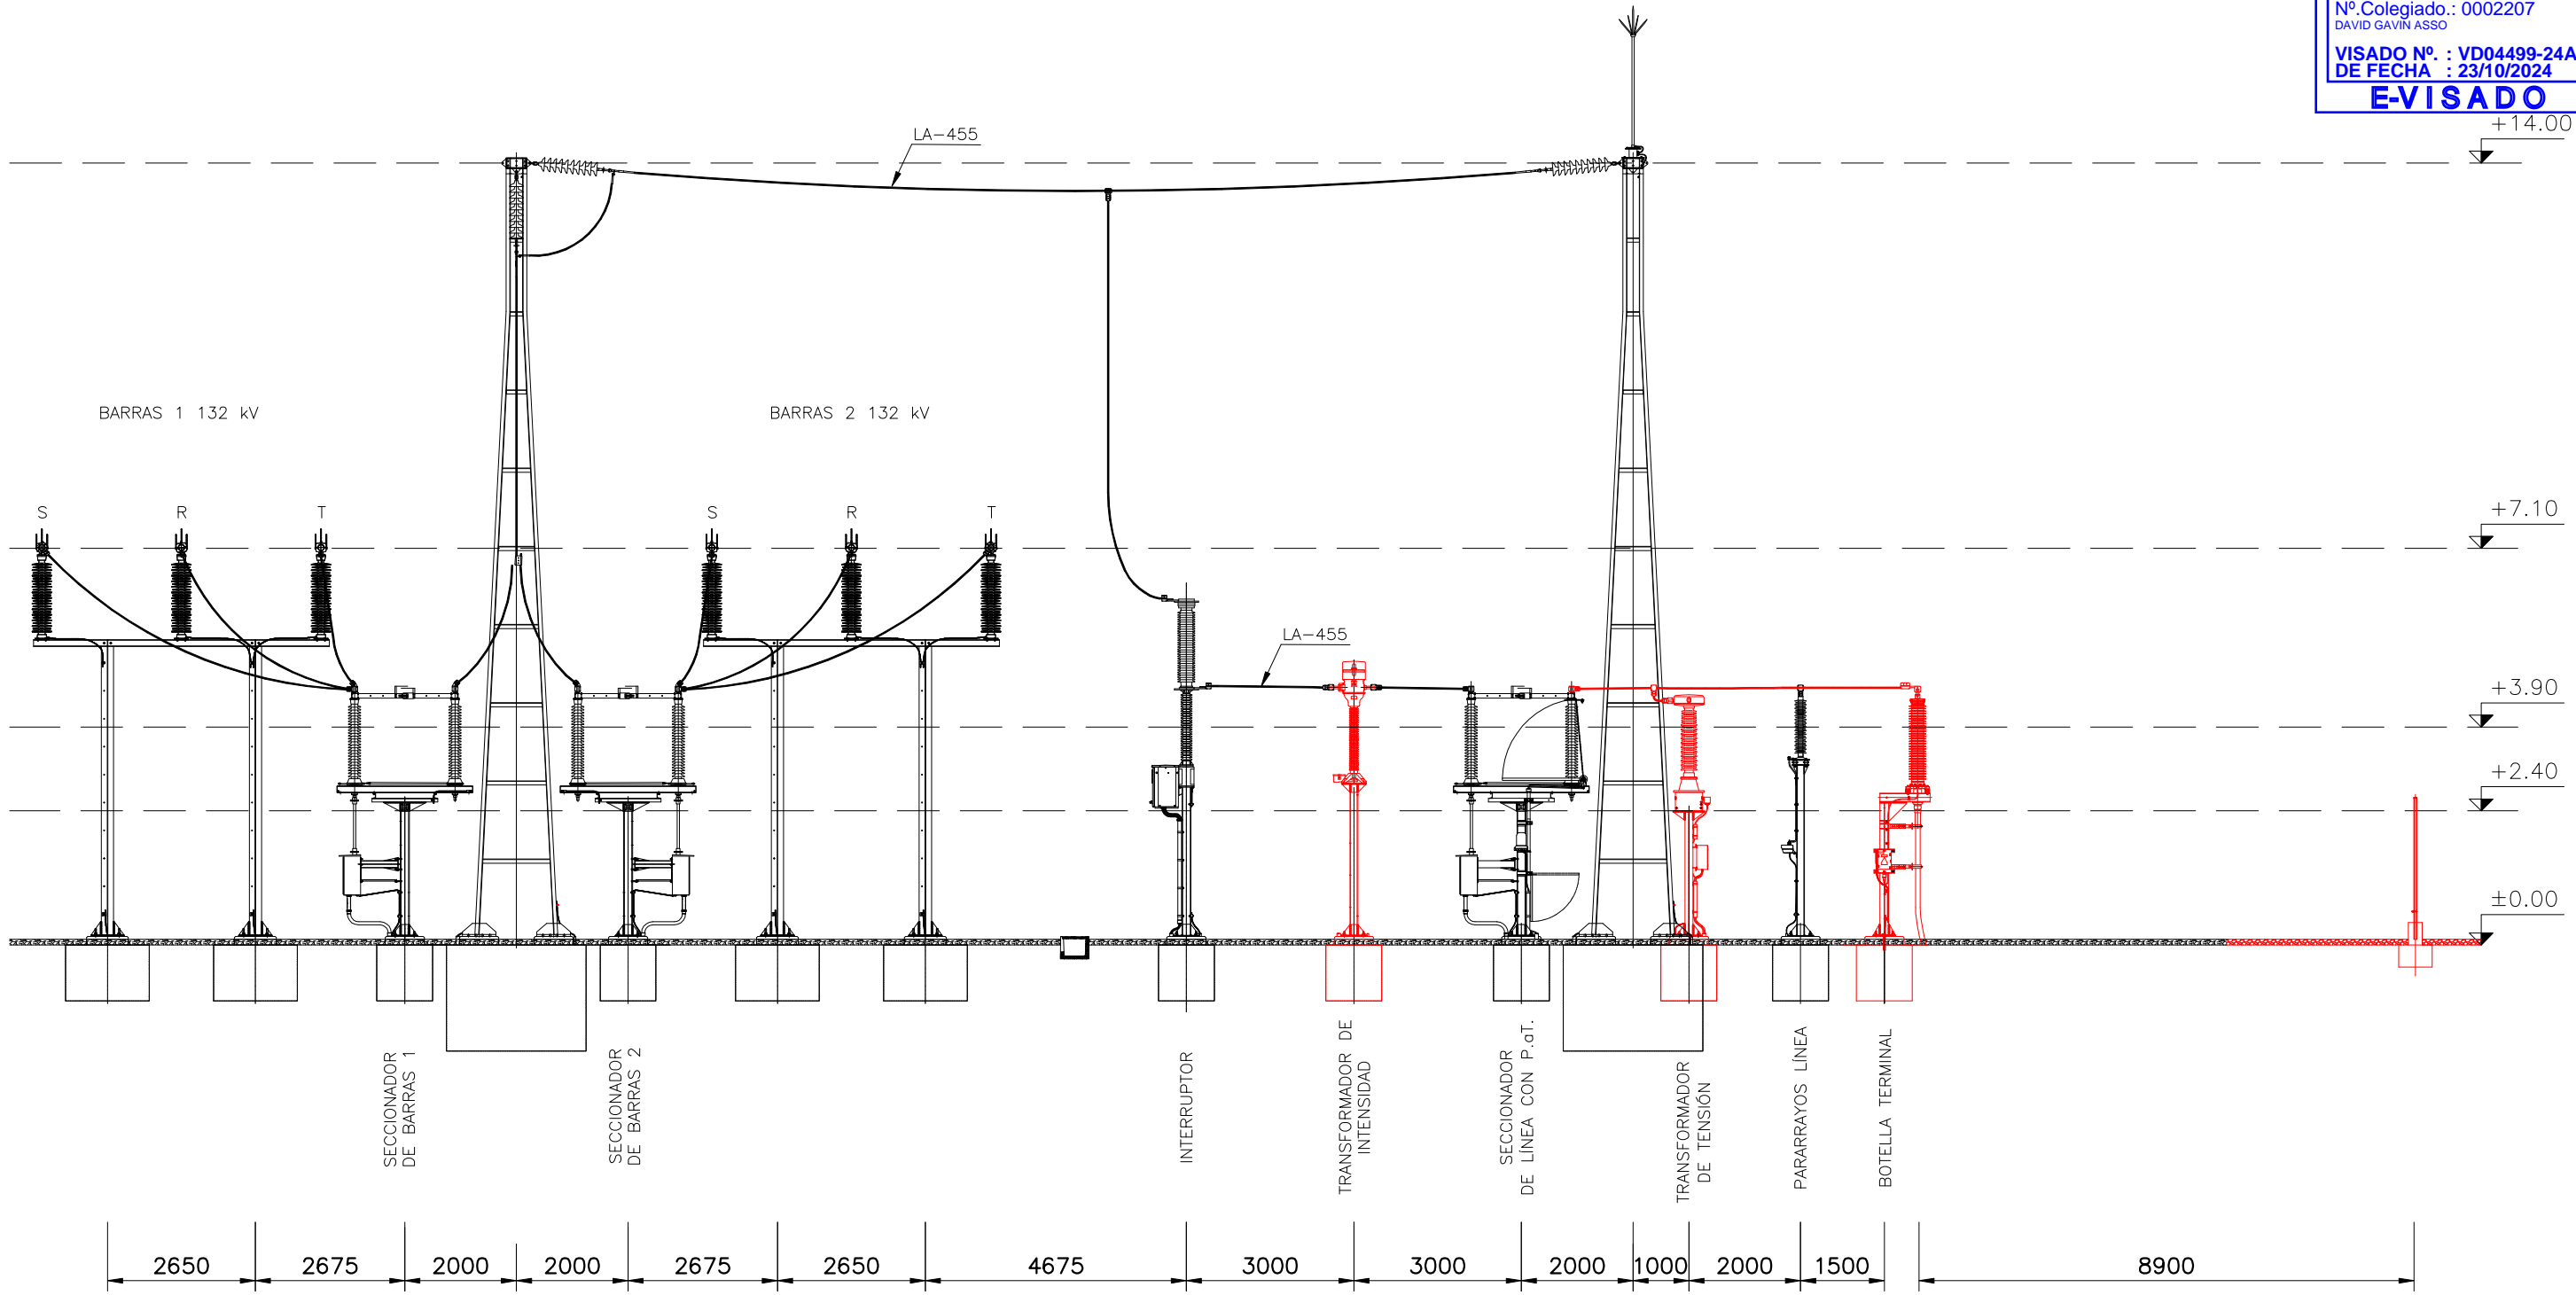 Nº.Colegiado.: 0002207
DAVID GAVIN ASSO
VISADO Nº. : VD04499-24A
DE FECHA : 23/10/2024
E-VISADO
+14.00
LA-455
BARRAS 1 132 kV
BARRAS 2 132 kV
S
R
T
S
R
T
+7.10
LA-455
+3.90
+2.40
±0.00
SECCIONADOR
DE BARRAS 1
SECCIONADOR
DE BARRAS 2
INTERRUPTOR
TRANSFORMADOR DE
INTENSIDAD
SECCIONADOR
DE LÍNEA CON P.aT.
TRANSFORMADOR
DE TENSIÓN
PARARRAYOS LÍNEA
BOTELLA TERMINAL
2650
2675
2000
2000
2675
2650
4675
3000
3000
2000
1000
2000
1500
8900